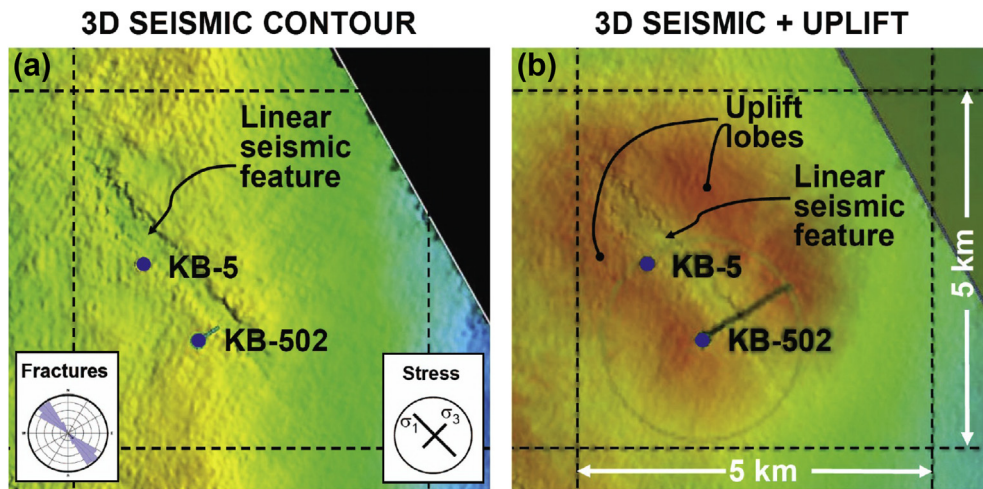 3D SEISMIC CONTOUR
(a)
Linear
seismic
feature
KB-5
KB-502
Fractures
Stress
σ1
σ3
3D SEISMIC + UPLIFT
(b)
Uplift
lobes
Linear
seismic
feature
KB-5
KB-502
5 km
5 km